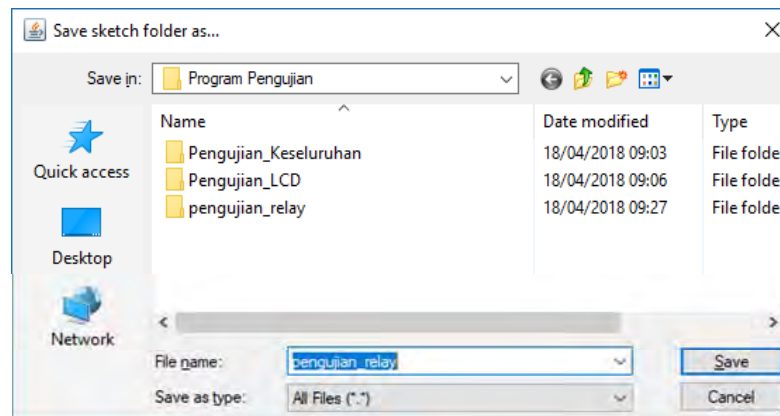 Save sketch folder as...
Save in: Program Pengujian
Name Date modified Type
Pengujian_Keseluruhan 18/04/2018 09:03 File folde
Pengujian_LCD 18/04/2018 09:06 File folde
pengujian_relay 18/04/2018 09:27 File folde
Quick access
Desktop
Network
File name: pengujian_relay Save
Save as type: All Files (*.*) Cancel